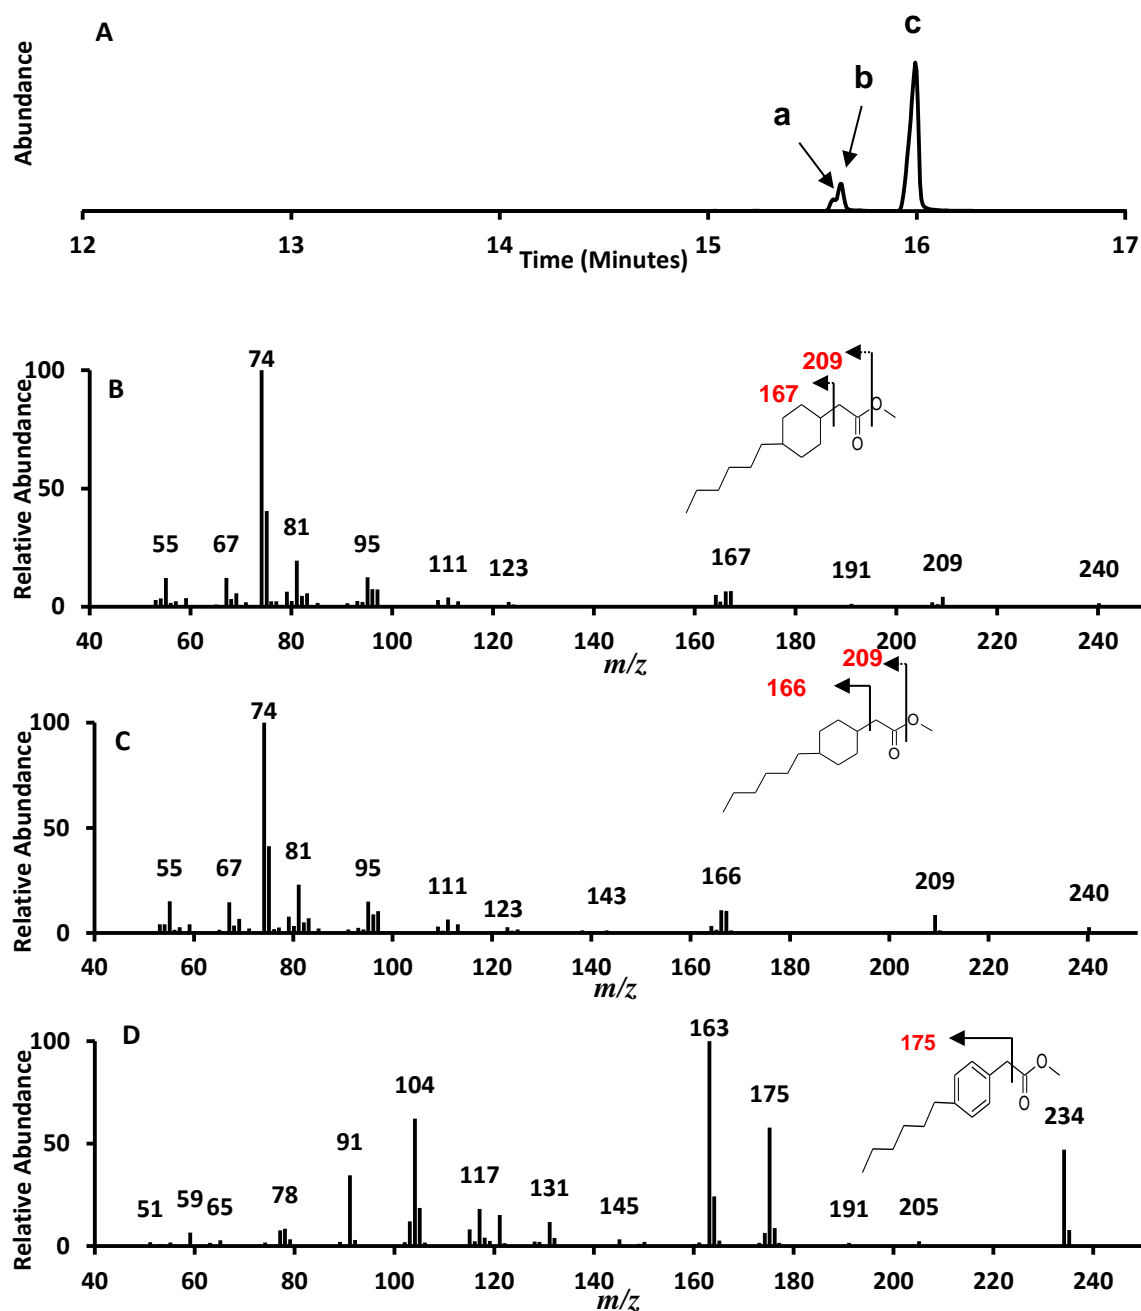 A
c
b
a
Abundance
12 13 14 15 16 17
Time (Minutes)
B
Relative Abundance
100
50
0
74
55 67 81 95 111 123 167 191 209 240
209
167
O
O
40 60 80 100 120 140 160 180 200 220 240
m/z
C
Relative Abundance
100
50
0
74
55 67 81 95 111 123 143 166 209 240
209
166
O
O
40 60 80 100 120 140 160 180 200 220 240
m/z
D
Relative Abundance
100
50
0
163
51 59 65 78 91 104 117 131 145 175 191 205 234
175
O
O
40 60 80 100 120 140 160 180 200 220 240
m/z